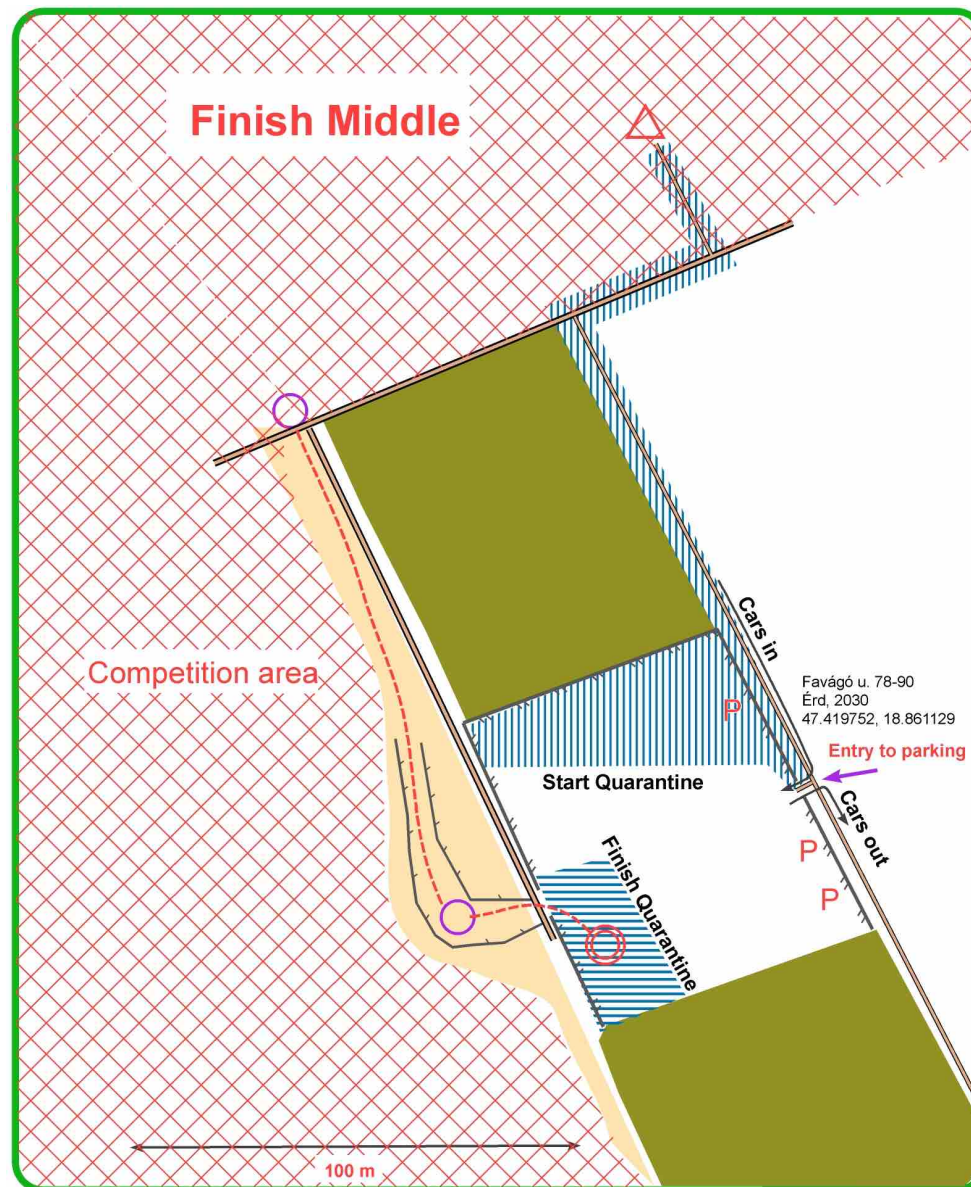 Finish Middle
Competition area
Cars in
P
Favágó u. 78-90
Érd, 2030
47.419752, 18.861129
Entry to parking
Start Quarantine
Cars out
P
P
Finish Quarantine
100 m